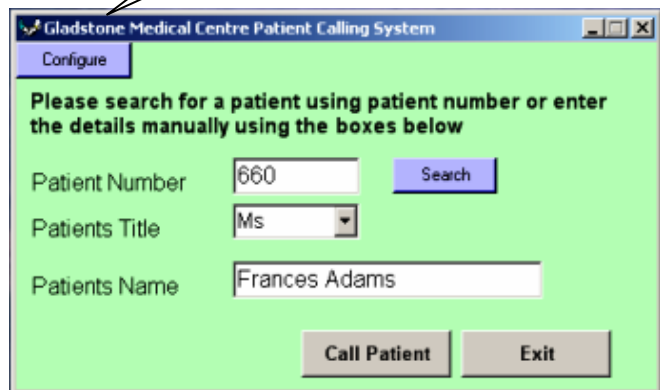 Gladstone Medical Centre Patient Calling System
Configure
Please search for a patient using patient number or enter
the details manually using the boxes below
Patient Number 660 Search
Patients Title Ms
Patients Name Frances Adams
Call Patient Exit